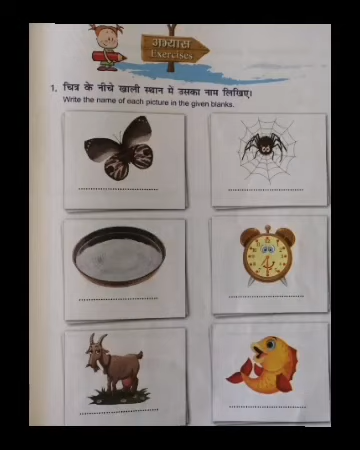 अभ्यास
Exercises
1. चित्र के नीचे खाली स्थान में उसका नाम लिखिए।
Write the name of each picture in the given blanks.